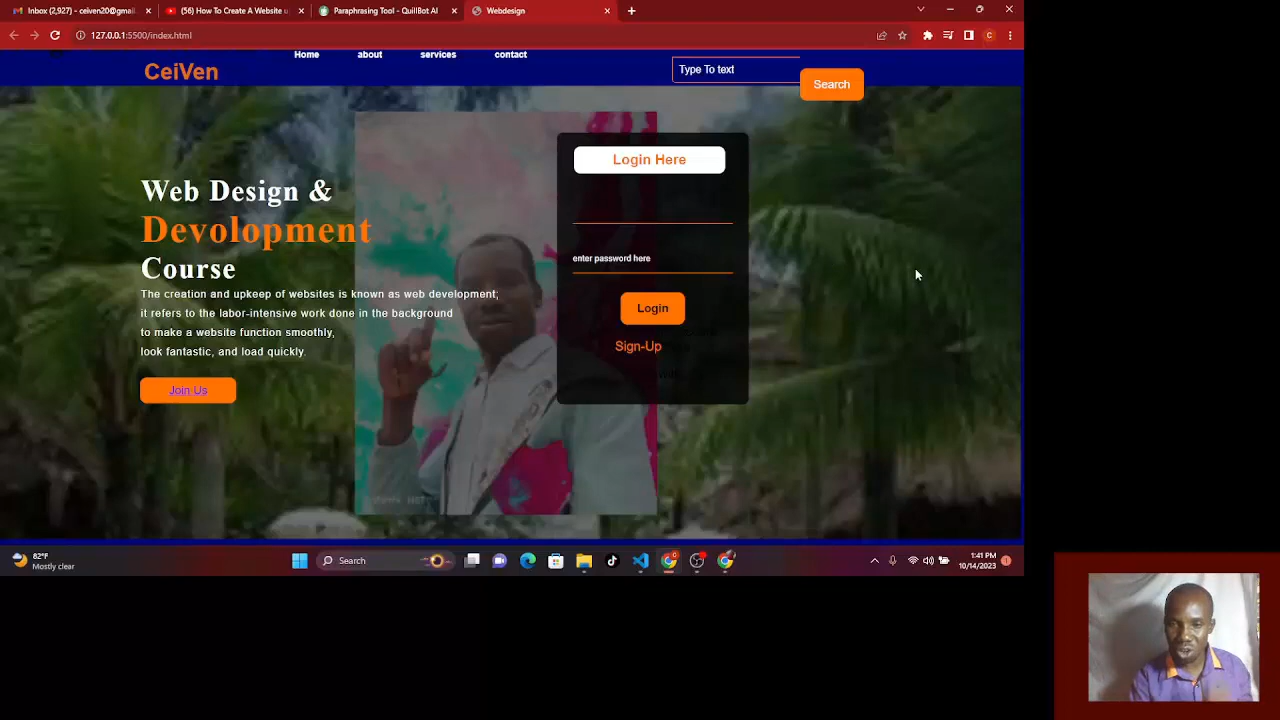 Inbox (2,927) - ceiven20@gmai
(56) How To Create A Website u
Paraphrasing Tool - QuillBot AI
Webdesign
127.0.0.1:5500/index.html
C
Home about services contact
CeiVen
Type To text
Search
Login Here
Web Design &
Devolopment
Course
enter password here
The creation and upkeep of websites is known as web development;
it refers to the labor-intensive work done in the background
to make a website function smoothly,
look fantastic, and load quickly.
Login
Sign-Up
Join Us
82°F
Mostly clear
Search
1:41 PM
10/14/2023